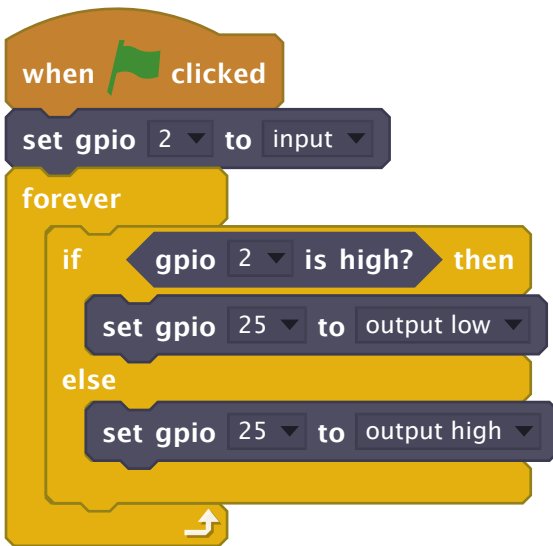 when clicked
set gpio 2 to input
forever
if gpio 2 is high? then
set gpio 25 to output low
else
set gpio 25 to output high